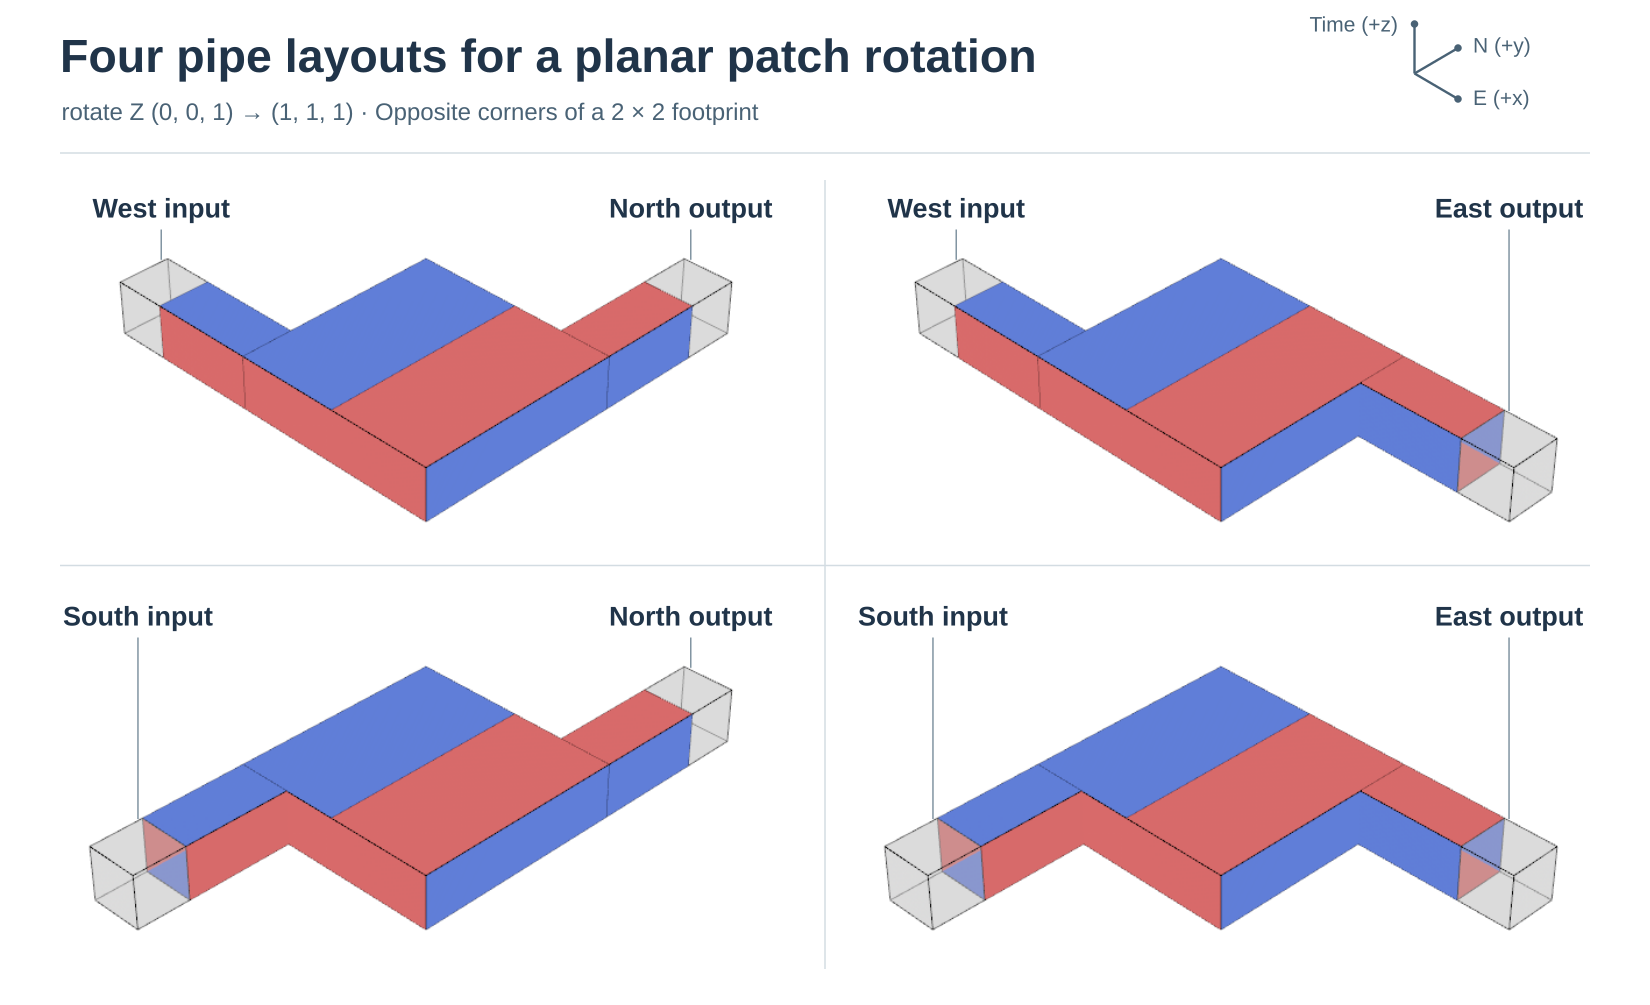 Four pipe layouts for a planar patch rotation
rotate Z (0, 0, 1) → (1, 1, 1) · Opposite corners of a 2 × 2 footprint
Time (+z)
N (+y)
E (+x)
West input
North output
West input
East output
South input
North output
South input
East output